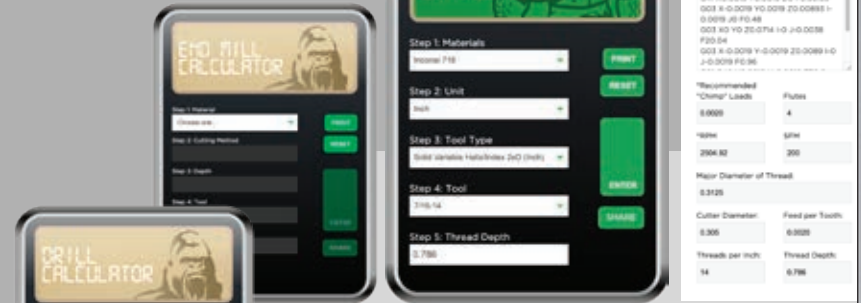 END MILL
CALCULATOR
Step 1: Material
Choose one...
Step 2: Cutting Method
Step 3: Depth
Step 4: Tool
PRINT
RESET
ENTER
SHARE
DRILL
CALCULATOR
Step 1: Materials
Inconel 718
Step 2: Unit
Inch
Step 3: Tool Type
Solid Variable Helix/Index 2xD (Inch)
Step 4: Tool
7/16-14
Step 5: Thread Depth
0.786
PRINT
RESET
ENTER
SHARE
G03 X-0.0019 Y0.0019 Z0.00893 I-
0.0019 J0 F0.48
G03 X0 Y0 Z0.0714 I-0 J-0.0038
F20.04
G03 X-0.0019 Y-0.0019 Z0.0089 I-0
J-0.0019 F0.96
*Recommended
"Chimp" Loads
Flutes
0.0020
4
*RPM:
SFM:
2504.92
200
Major Diameter of Thread:
0.3125
Cutter Diameter:
Feed per Tooth:
0.305
0.0020
Threads per Inch:
Thread Depth:
14
0.786